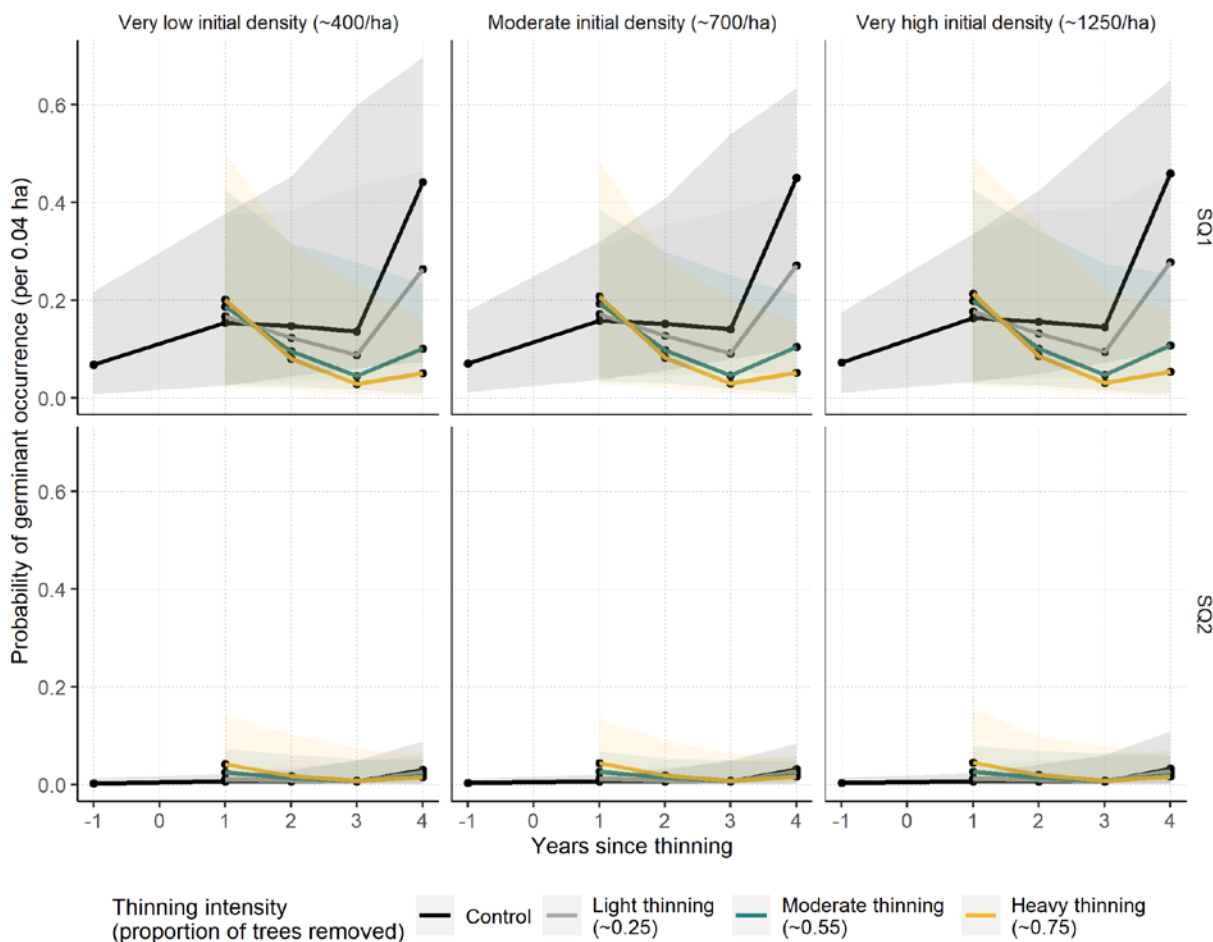 Very low initial density (~400/ha)
Moderate initial density (~700/ha)
Very high initial density (~1250/ha)
Probability of germinant occurrence (per 0.04 ha)
0.6
0.4
0.2
0.0
SQ1
0.6
0.4
0.2
0.0
SQ2
-1 0 1 2 3 4
-1 0 1 2 3 4
-1 0 1 2 3 4
Years since thinning
Thinning intensity
(proportion of trees removed)
Control
Light thinning
(~0.25)
Moderate thinning
(~0.55)
Heavy thinning
(~0.75)